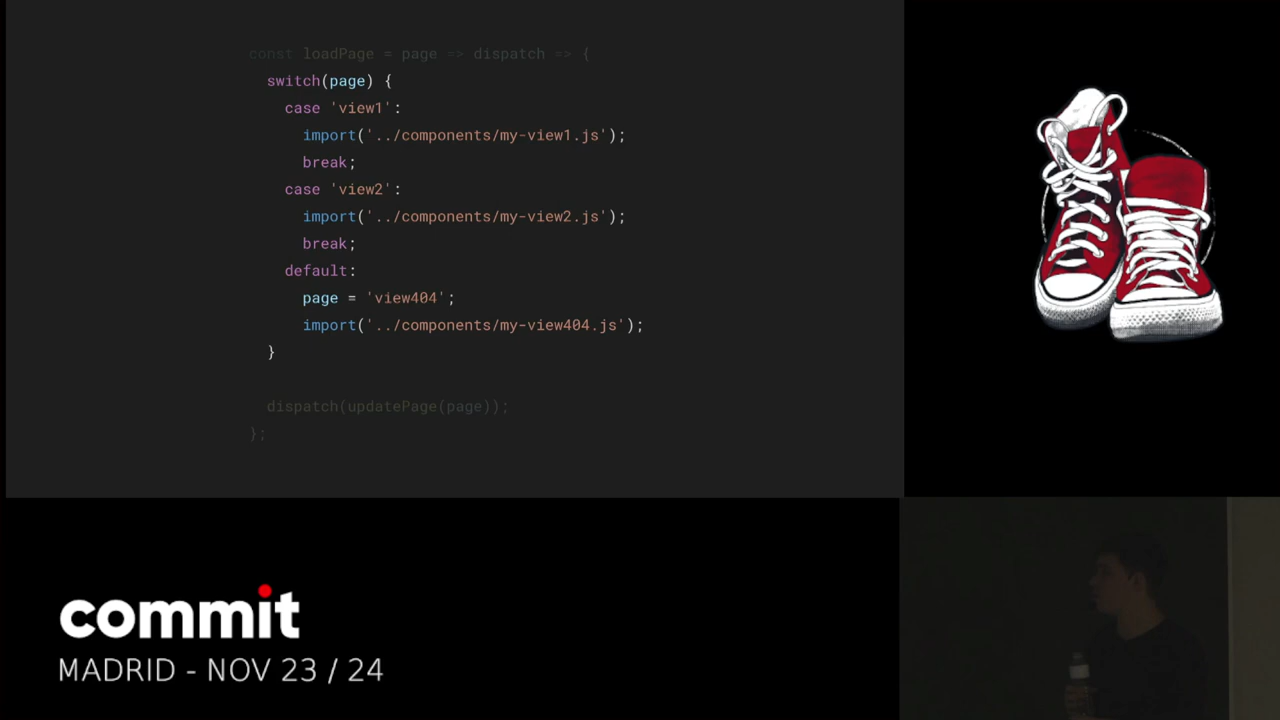 const loadPage = page => dispatch => {
switch(page) {
case 'view1':
import('../components/my-view1.js');
break;
case 'view2':
import('../components/my-view2.js');
break;
default:
page = 'view404';
import('../components/my-view404.js');
}
dispatch(updatePage(page));
};
commit
MADRID - NOV 23 / 24